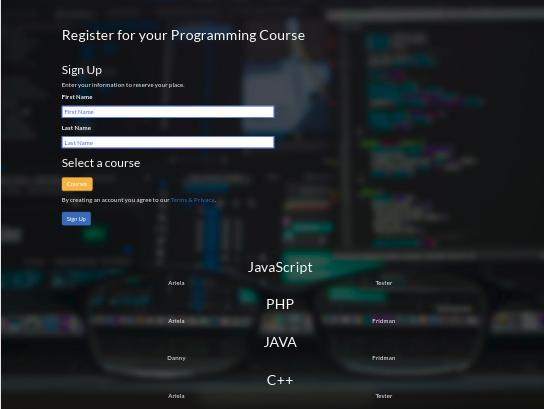 Register for your Programming Course
Sign Up
Enter your information to reserve your place.
First Name
First Name
Last Name
Last Name
Select a course
Courses
By creating an account you agree to our Terms & Privacy.
Sign Up
JavaScript
Ariela Tester
PHP
Ariela Fridman
JAVA
Danny Fridman
C++
Ariela Tester